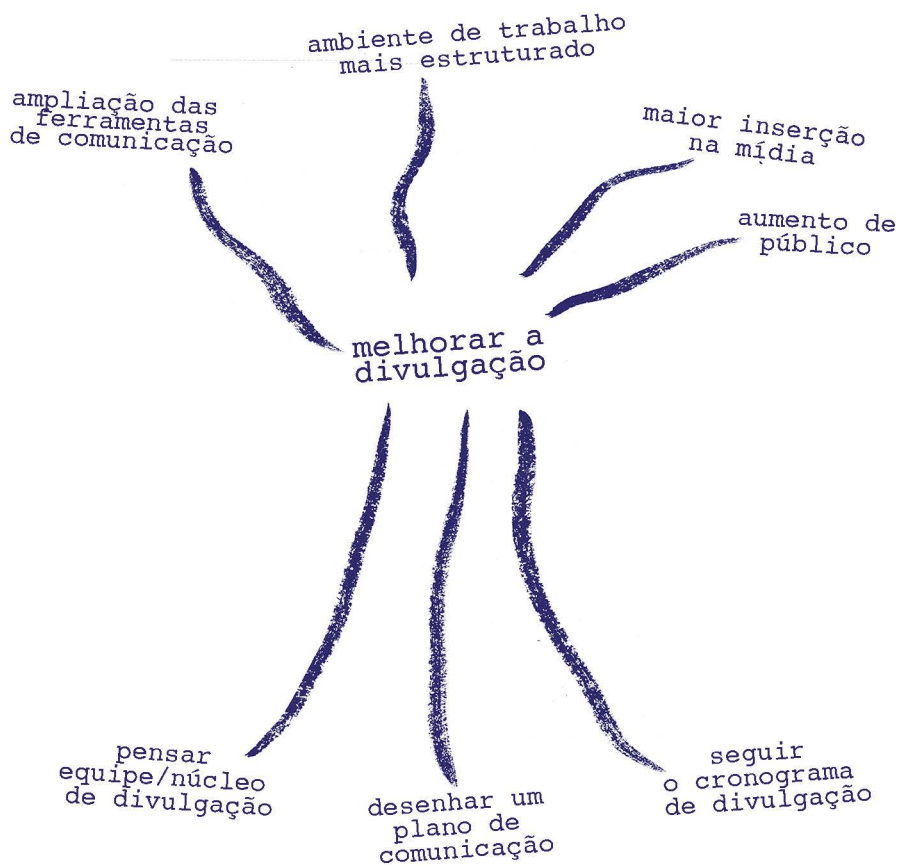 ambiente de trabalho
mais estruturado
ampliação das
ferramentas
de comunicação
maior inserção
na mídia
aumento de
público
melhorar a
divulgação
pensar
equipe/núcleo
de divulgação
desenhar um
plano de
comunicação
seguir
o cronograma
de divulgação